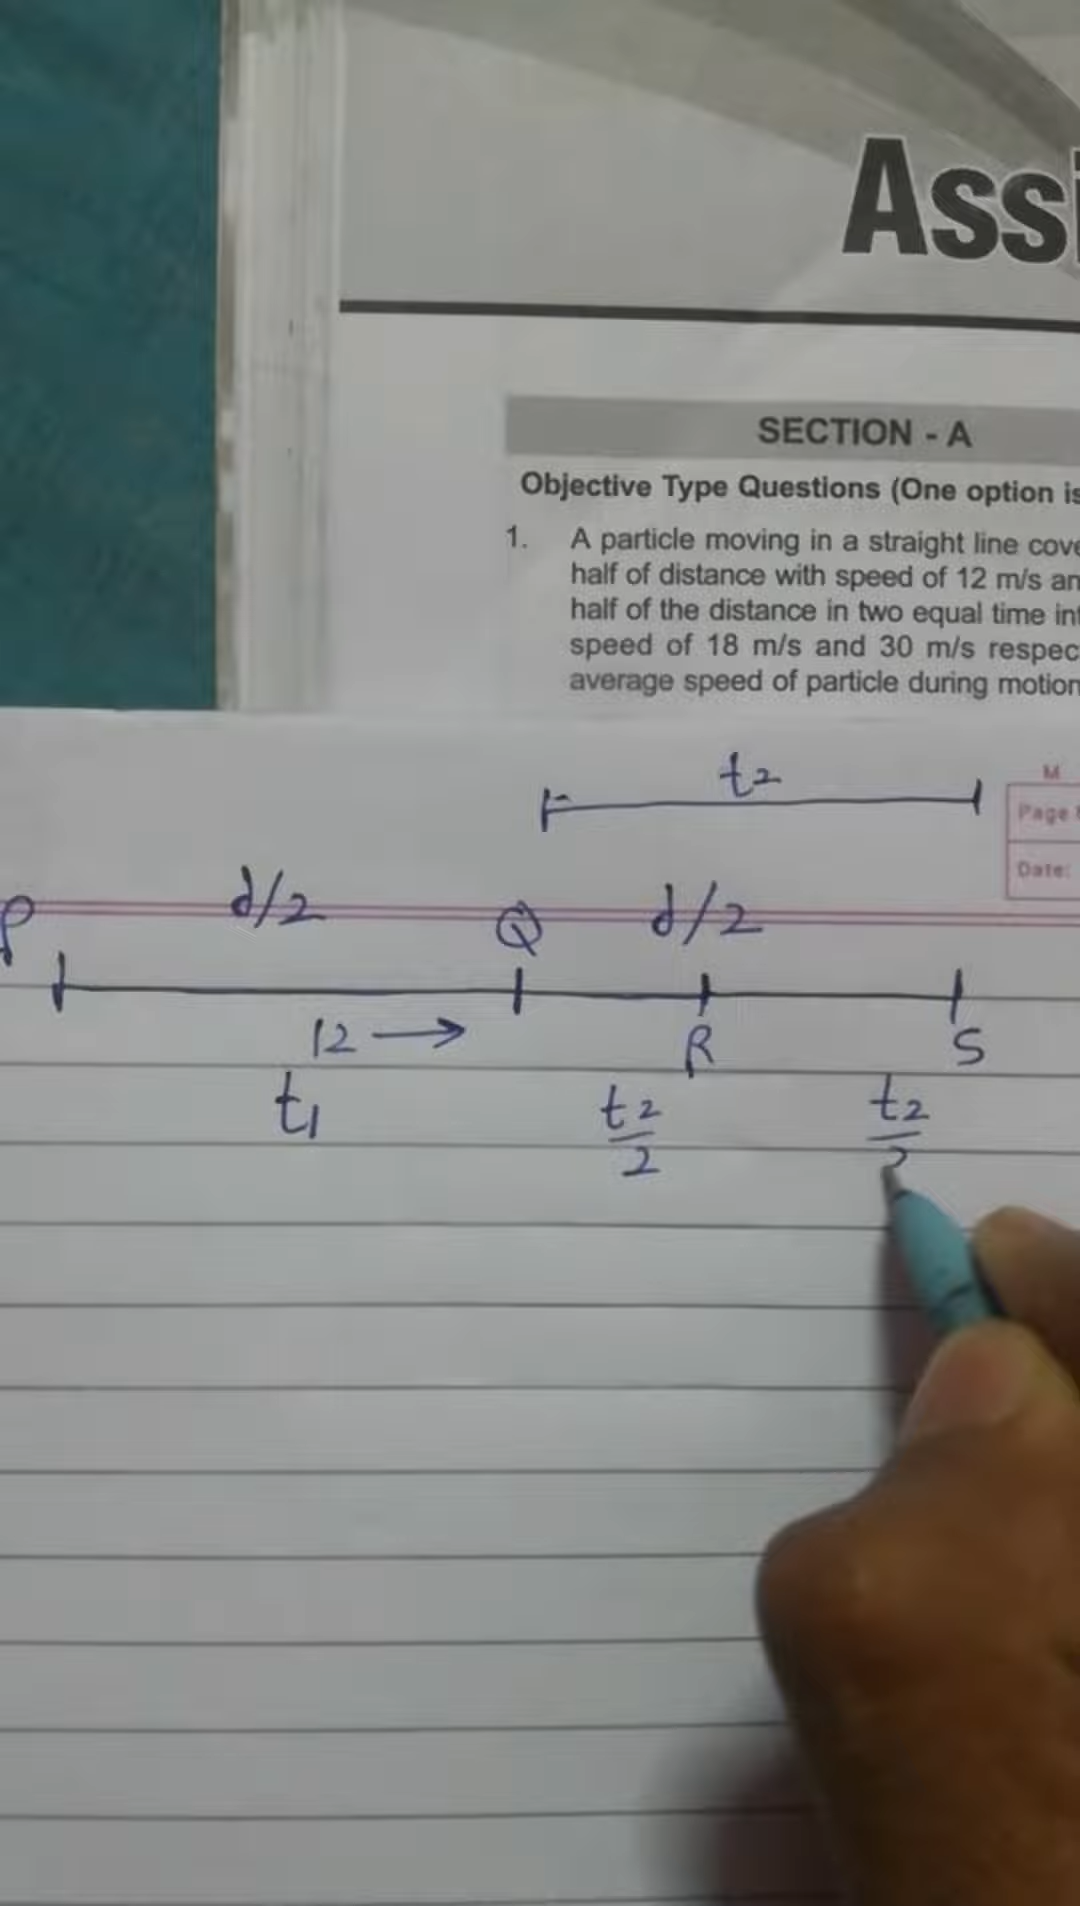 Assi
SECTION - A
Objective Type Questions (One option is
1. A particle moving in a straight line cove
half of distance with speed of 12 m/s an
half of the distance in two equal time int
speed of 18 m/s and 30 m/s respec
average speed of particle during motion
t2
M
Page
Date:
P d/2 Q d/2
12 → R S
t1 t2/2 t2/2